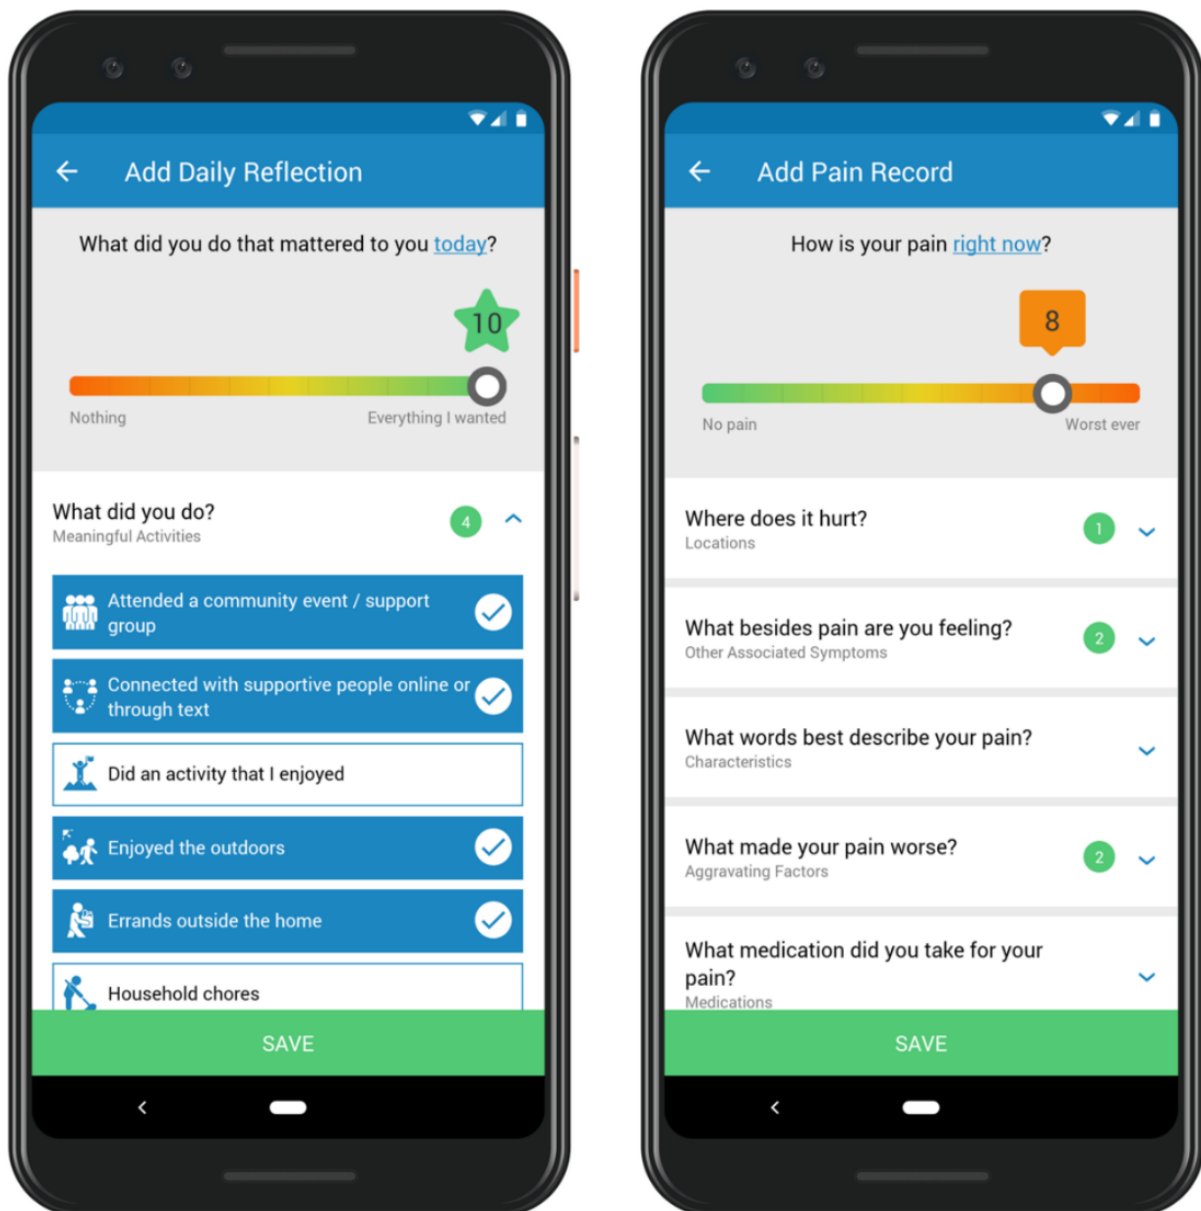 Add Daily Reflection
What did you do that mattered to you today?
10
Nothing
Everything I wanted
What did you do?
Meaningful Activities
4
Attended a community event / support
group
Connected with supportive people online or
through text
Did an activity that I enjoyed
Enjoyed the outdoors
Errands outside the home
Household chores
SAVE
Add Pain Record
How is your pain right now?
8
No pain
Worst ever
Where does it hurt?
Locations
1
What besides pain are you feeling?
Other Associated Symptoms
2
What words best describe your pain?
Characteristics
What made your pain worse?
Aggravating Factors
2
What medication did you take for your
pain?
Medications
SAVE